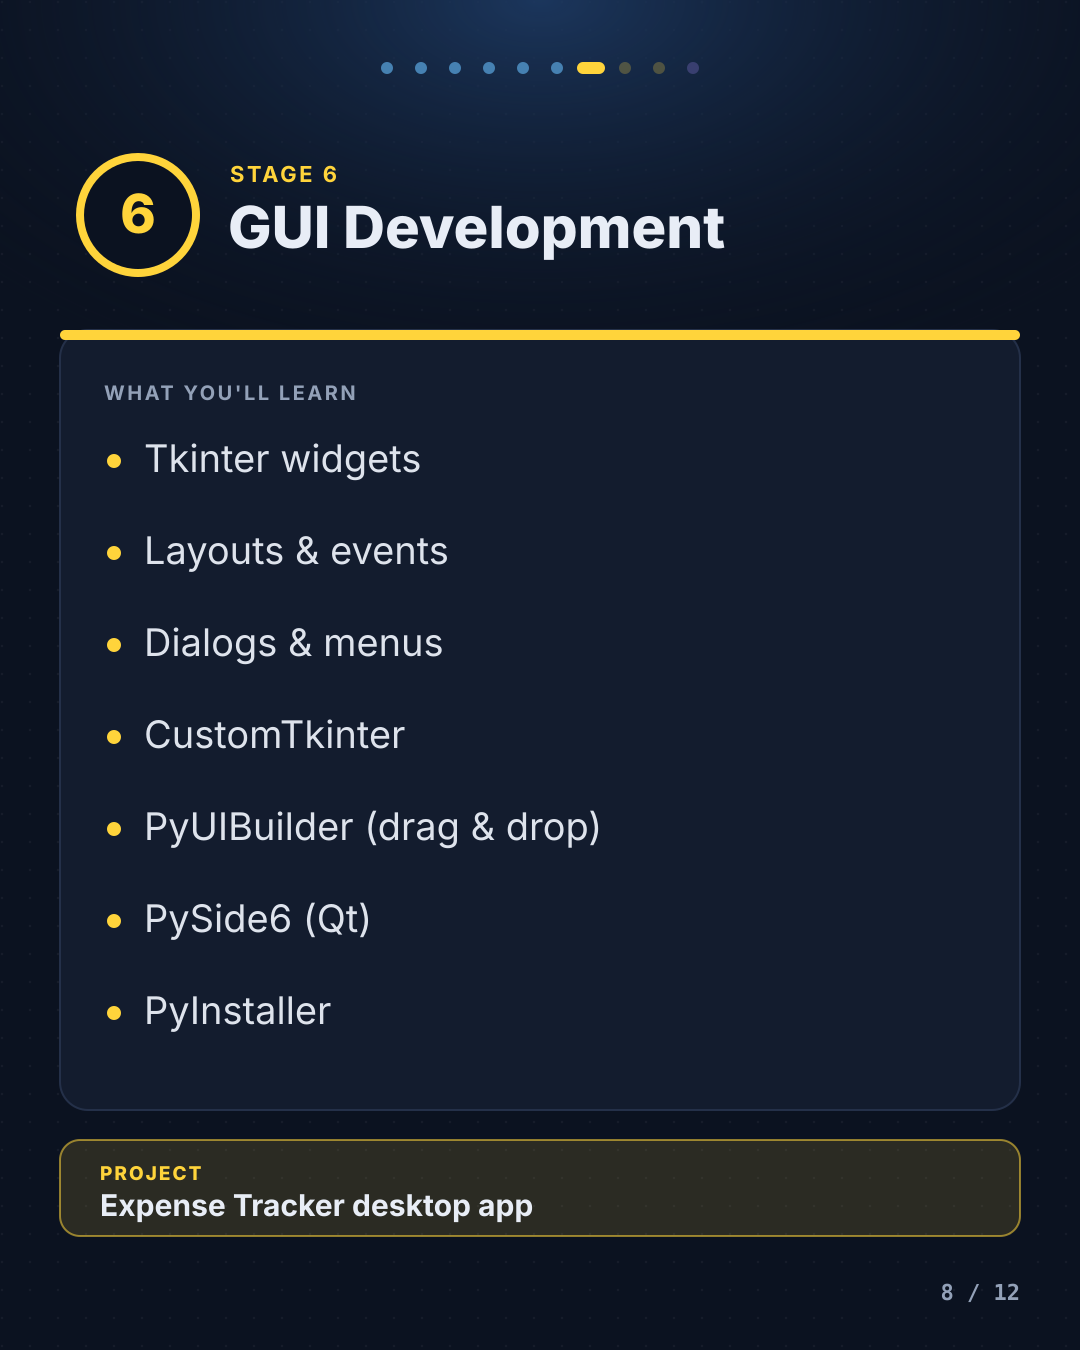 6
STAGE 6
GUI Development
WHAT YOU'LL LEARN
Tkinter widgets
Layouts & events
Dialogs & menus
CustomTkinter
PyUIBuilder (drag & drop)
PySide6 (Qt)
PyInstaller
PROJECT
Expense Tracker desktop app
8 / 12